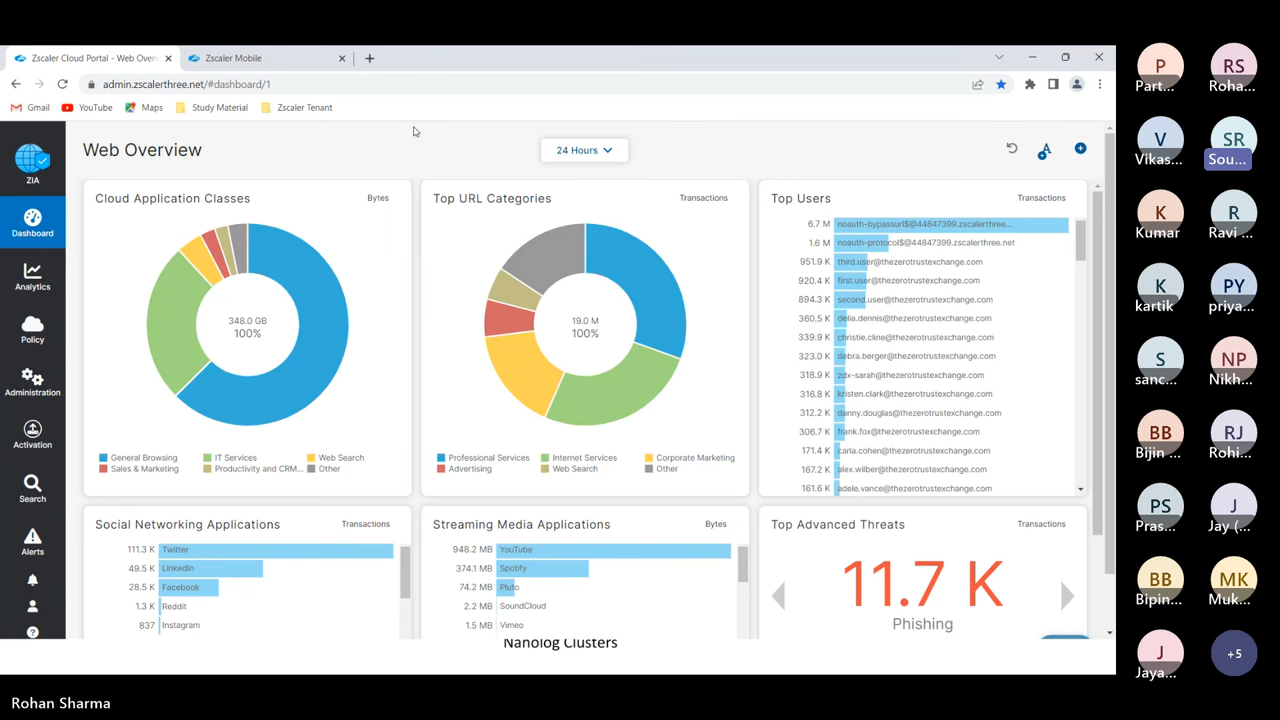 Zscaler Cloud Portal - Web Overv
Zscaler Mobile
admin.zscalerthree.net/#dashboard/1
Gmail YouTube Maps Study Material Zscaler Tenant
ZIA
Dashboard
Analytics
Policy
Administration
Activation
Search
Alerts
Web Overview
24 Hours
Cloud Application Classes Bytes
348.0 GB
100%
General Browsing IT Services Web Search
Sales & Marketing Productivity and CRM... Other
Top URL Categories Transactions
19.0 M
100%
Professional Services Internet Services Corporate Marketing
Advertising Web Search Other
Top Users Transactions
6.7 M noauth-bypassurl$@44847399.zscalerthree...
1.6 M noauth-protocol$@44847399.zscalerthree.net
951.9 K third.user@thezerotrustexchange.com
920.4 K first.user@thezerotrustexchange.com
894.3 K second.user@thezerotrustexchange.com
360.5 K delia.dennis@thezerotrustexchange.com
339.9 K christie.cline@thezerotrustexchange.com
323.0 K debra.berger@thezerotrustexchange.com
318.9 K zdx-sarah@thezerotrustexchange.com
316.8 K kristen.clark@thezerotrustexchange.com
312.2 K danny.douglas@thezerotrustexchange.com
306.7 K frank.fox@thezerotrustexchange.com
171.4 K carla.cohen@thezerotrustexchange.com
167.2 K alex.wilber@thezerotrustexchange.com
161.6 K adele.vance@thezerotrustexchange.com
Social Networking Applications Transactions
111.3 K Twitter
49.5 K Linkedin
28.5 K Facebook
1.3 K Reddit
837 Instagram
Streaming Media Applications Bytes
948.2 MB YouTube
374.1 MB Spotify
74.2 MB Pluto
2.2 MB SoundCloud
1.5 MB Vimeo
Top Advanced Threats Transactions
11.7 K
Phishing
Nanolog Clusters
Rohan Sharma
P RS
Part... Roha...
V SR
Vikas... Sou...
K R
Kumar Ravi ...
K PY
kartik priya...
S NP
sanc... Nikh...
BB RJ
Bijin ... Rohi...
PS J
Pras... Jay (...
BB MK
Bipin... Muk...
J +5
Jaya...